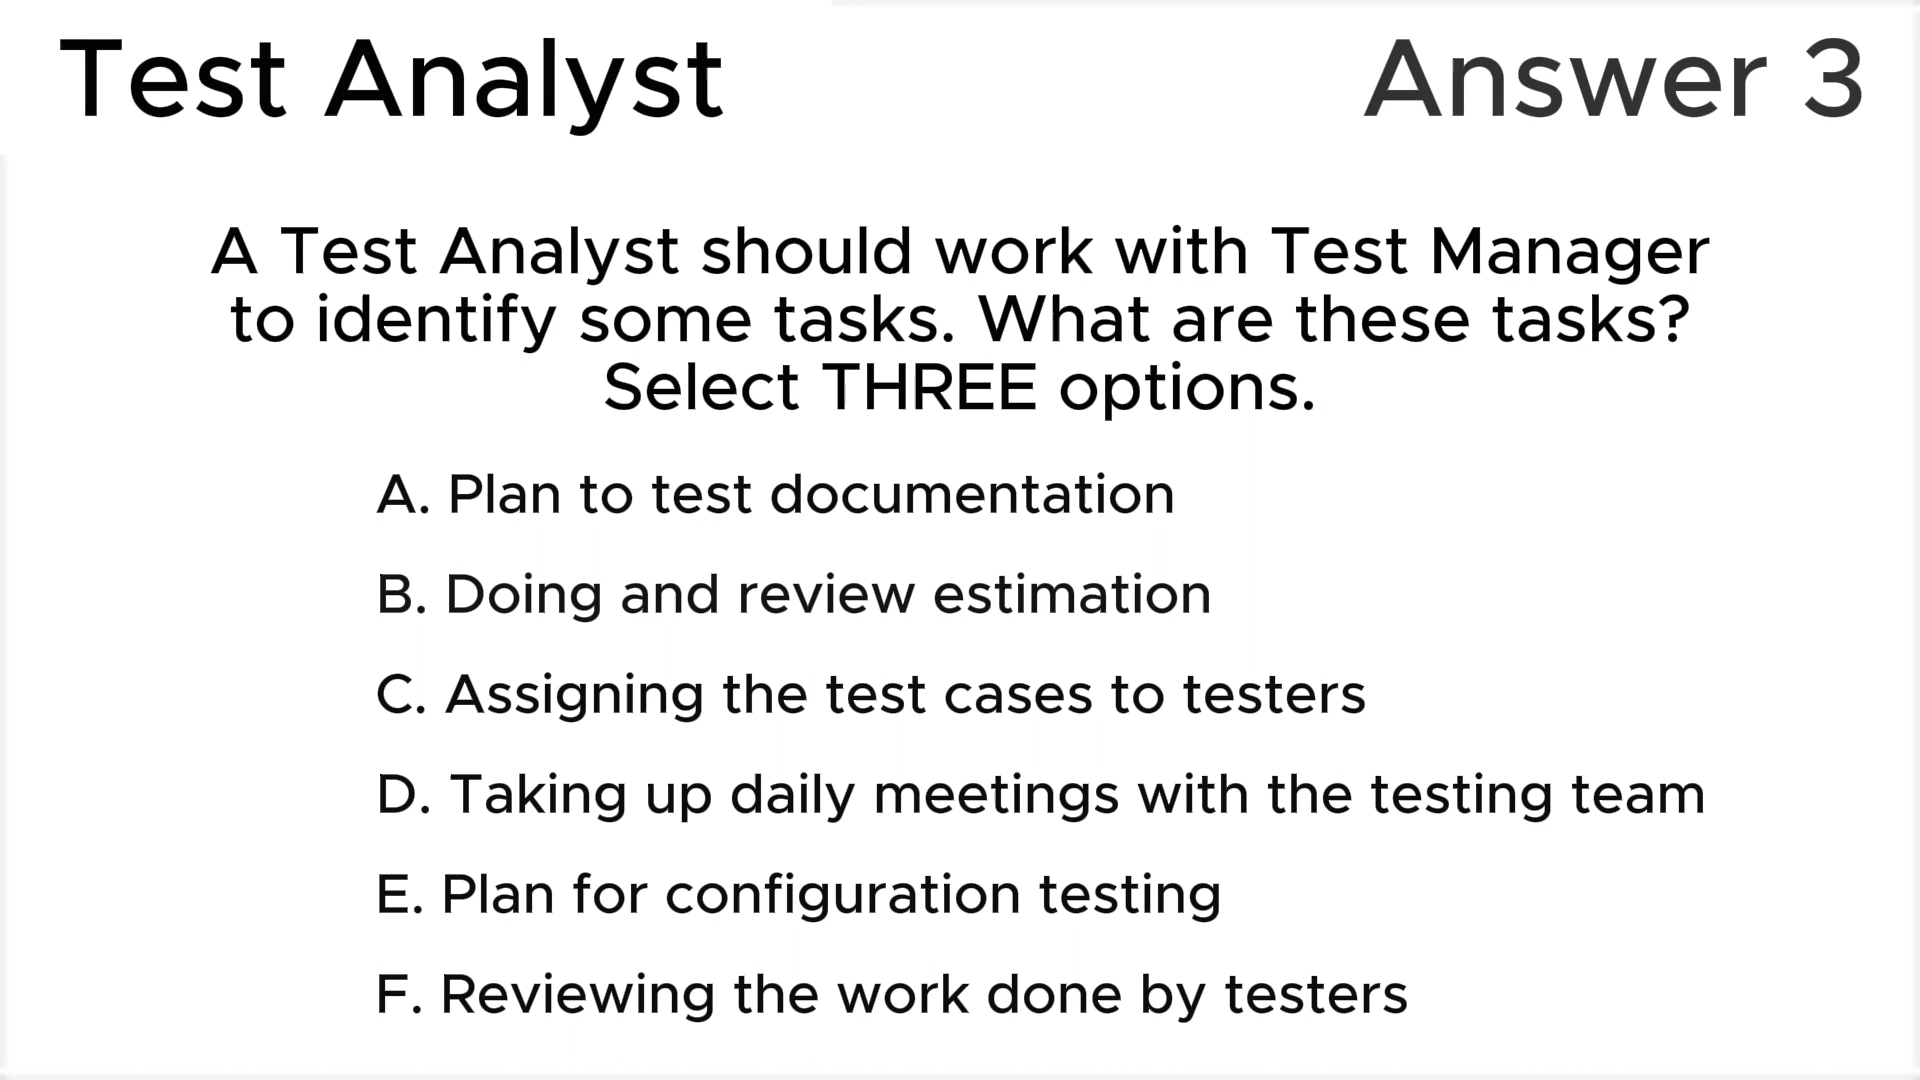 Test Analyst
Answer 3
A Test Analyst should work with Test Manager
to identify some tasks. What are these tasks?
Select THREE options.
A. Plan to test documentation
B. Doing and review estimation
C. Assigning the test cases to testers
D. Taking up daily meetings with the testing team
E. Plan for configuration testing
F. Reviewing the work done by testers